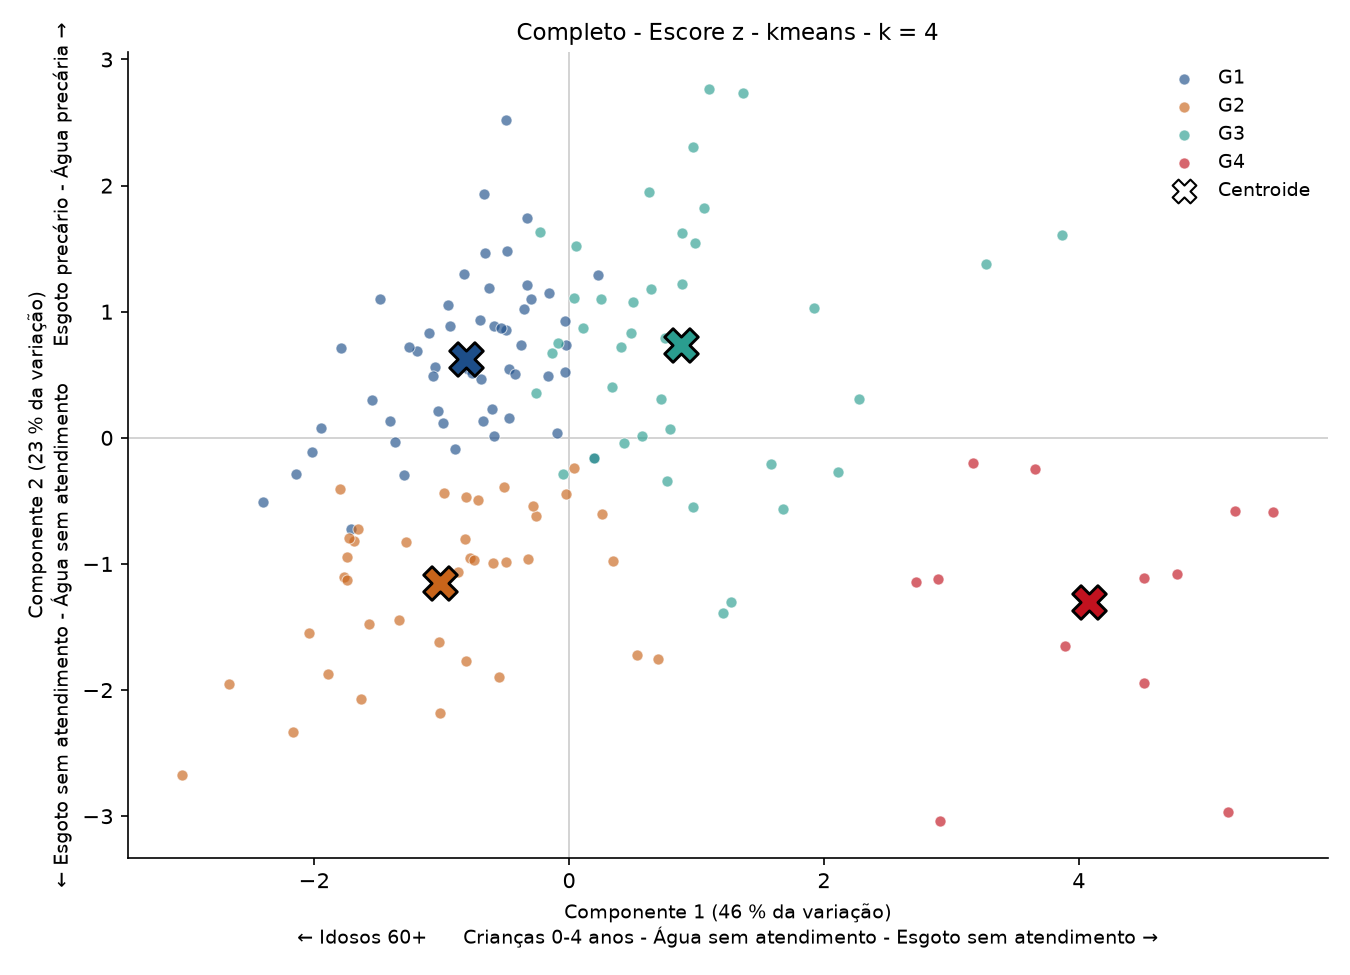 Completo - Escore z - kmeans - k = 4
G1
G2
G3
G4
Centroide
Componente 2 (23 % da variação)
← Esgoto sem atendimento - Água sem atendimento Esgoto precário - Água precária →
3
2
1
0
−1
−2
−3
−2
0
2
4
Componente 1 (46 % da variação)
← Idosos 60+ Crianças 0-4 anos - Água sem atendimento - Esgoto sem atendimento →